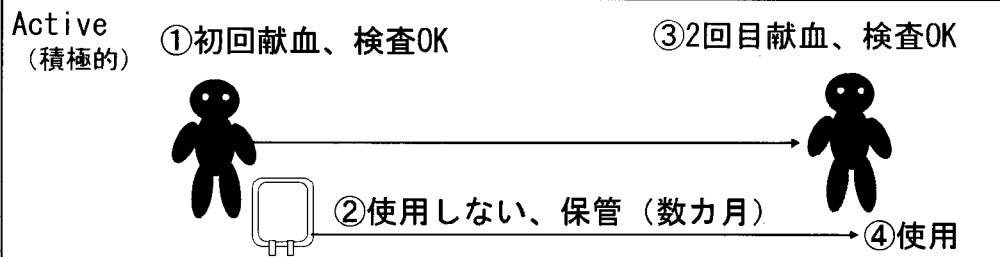 Active
（積極的）
①初回献血、検査OK
③2回目献血、検査OK
②使用しない、保管（数カ月）
④使用